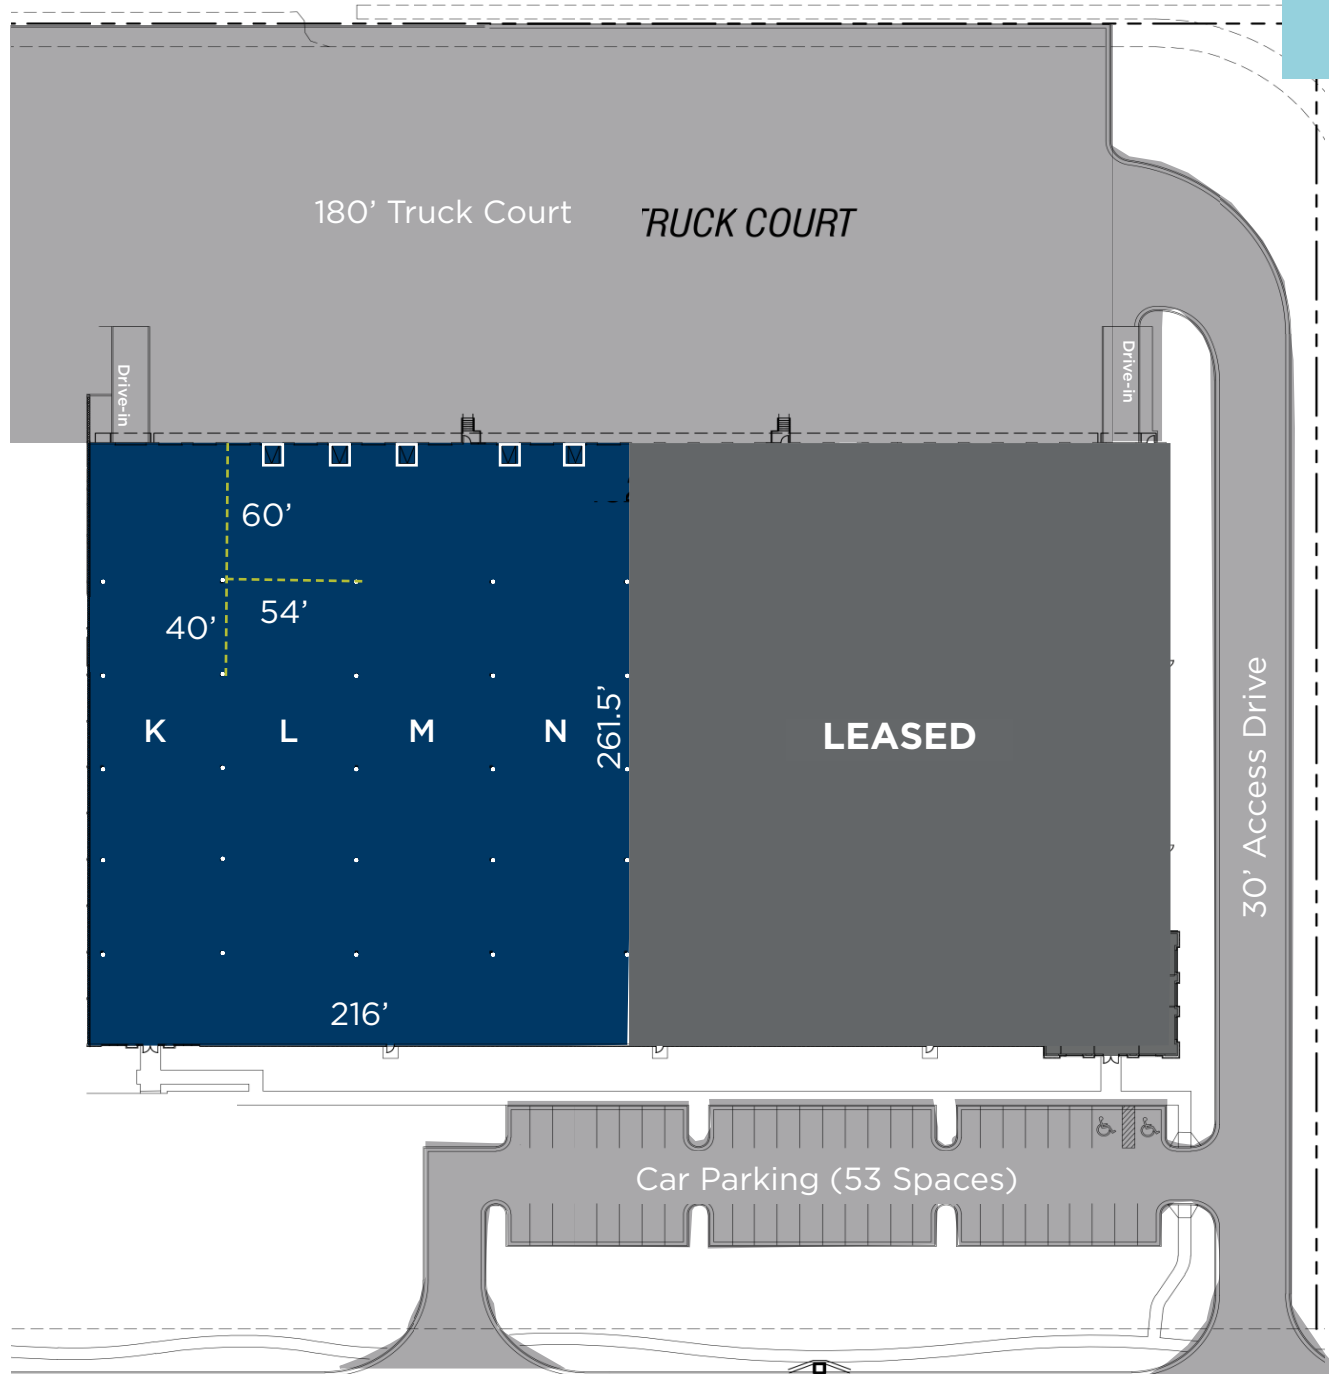 180’ Truck Court
RUCK COURT
Drive-in
Drive-in
60’
54’
40’
K
L
M
N
261.5’
LEASED
30’ Access Drive
216’
Car Parking (53 Spaces)